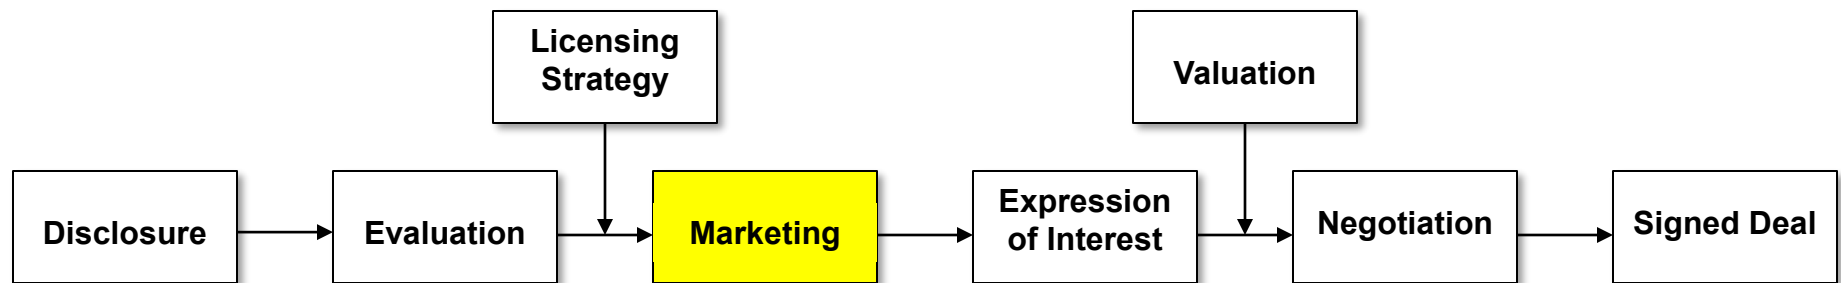 Licensing
Strategy
Valuation
Disclosure
Evaluation
Marketing
Expression
of Interest
Negotiation
Signed Deal